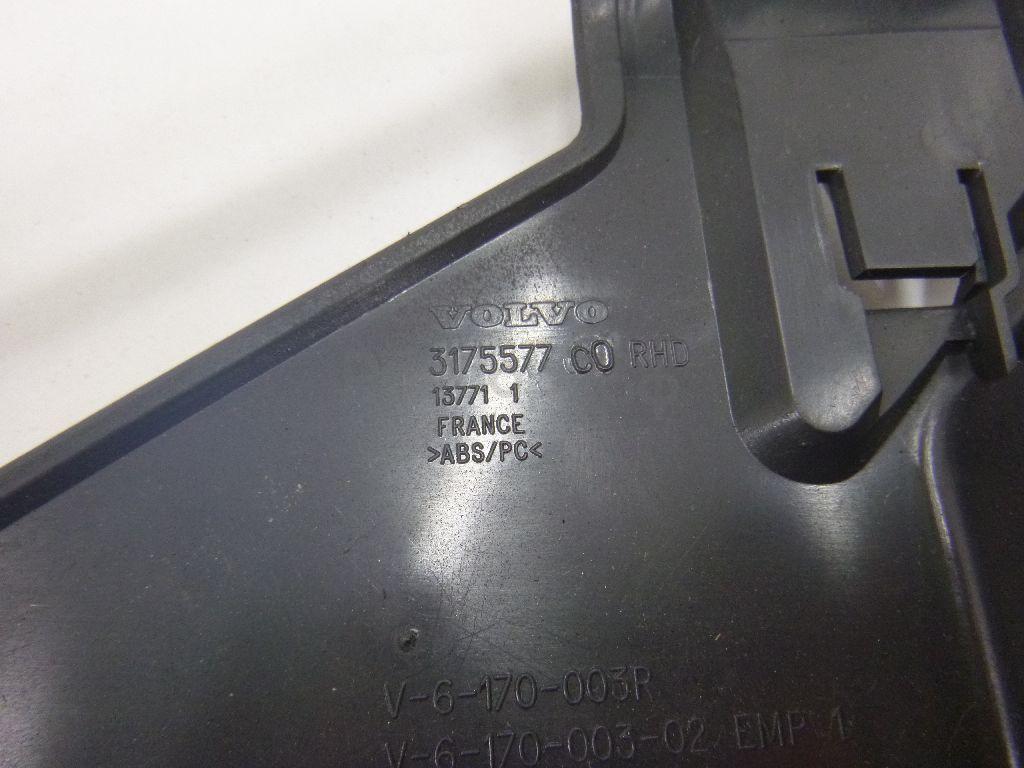 VOLVO
3175577 C0 RHD
13771 1
FRANCE
>ABS/PC<
V-6-170-003R
V-6-170-003-02 EMP 1